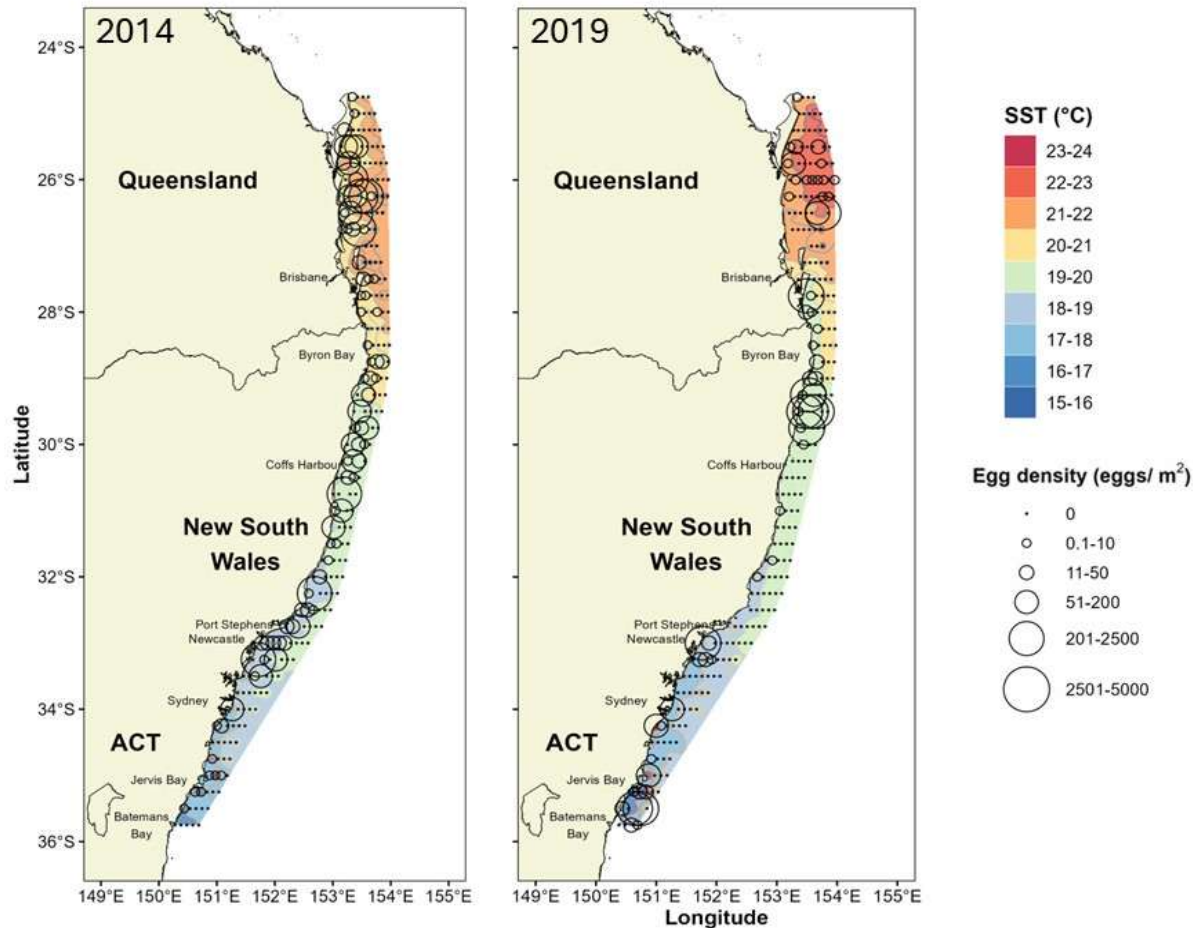 2014
2019
24°S
26°S
28°S
30°S
32°S
34°S
36°S
Latitude
Queensland
Brisbane
Byron Bay
Coffs Harbour
New South
Wales
Port Stephens
Newcastle
Sydney
ACT
Jervis Bay
Batemans
Bay
149°E 150°E 151°E 152°E 153°E 154°E 155°E
Queensland
Brisbane
Byron Bay
Coffs Harbour
New South
Wales
Port Stephens
Newcastle
Sydney
ACT
Jervis Bay
Batemans
Bay
149°E 150°E 151°E 152°E 153°E 154°E 155°E
Longitude
SST (°C)
23-24
22-23
21-22
20-21
19-20
18-19
17-18
16-17
15-16
Egg density (eggs/ m²)
0
0.1-10
11-50
51-200
201-2500
2501-5000